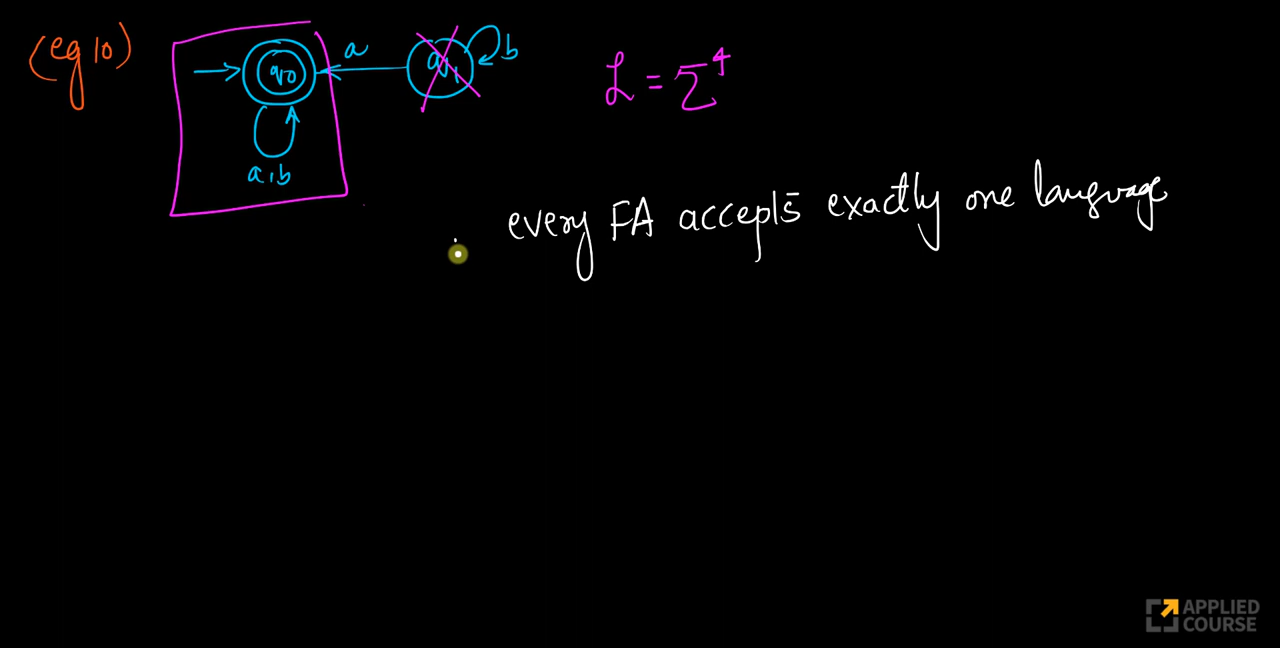 (eg 10)
q0
a
q1
b
a,b
L = Σ⁺
every FA accepts exactly one language
APPLIED
COURSE